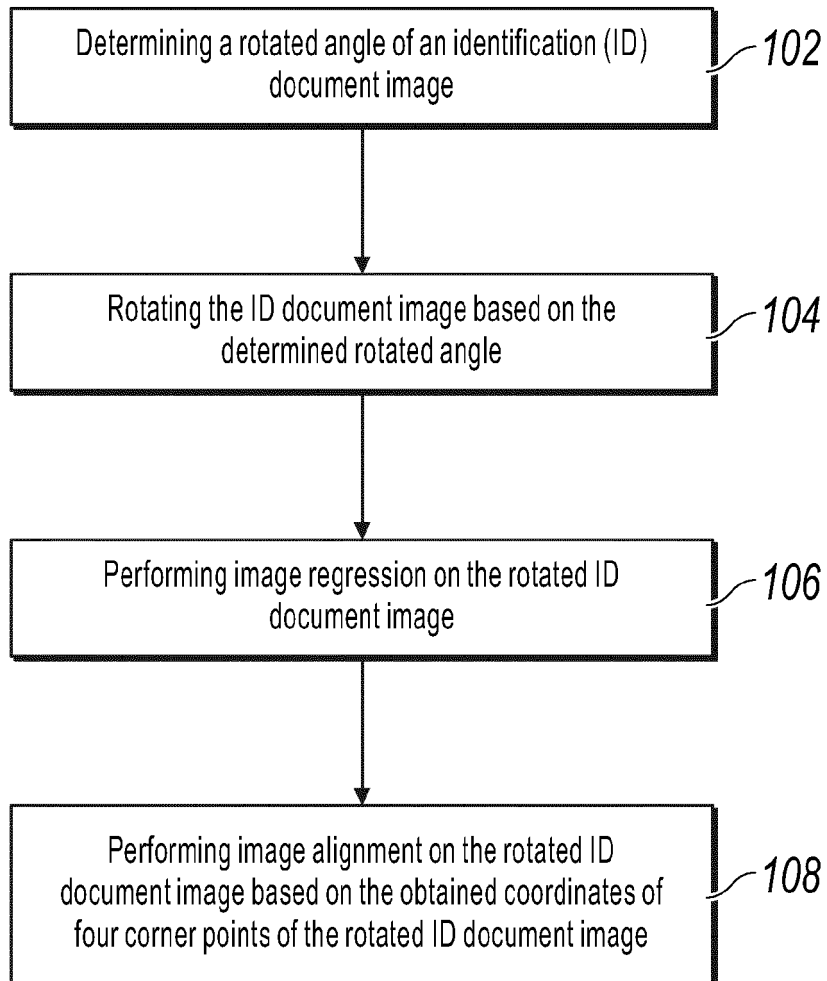 Determining a rotated angle of an identification (ID)
document image
102
Rotating the ID document image based on the
determined rotated angle
104
Performing image regression on the rotated ID
document image
106
Performing image alignment on the rotated ID
document image based on the obtained coordinates of
four corner points of the rotated ID document image
108